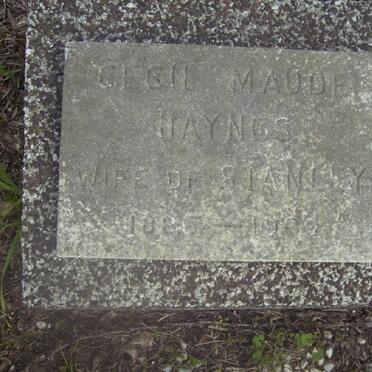 CECIL MAUDE
HAYNES
WIFE OF STANLEY